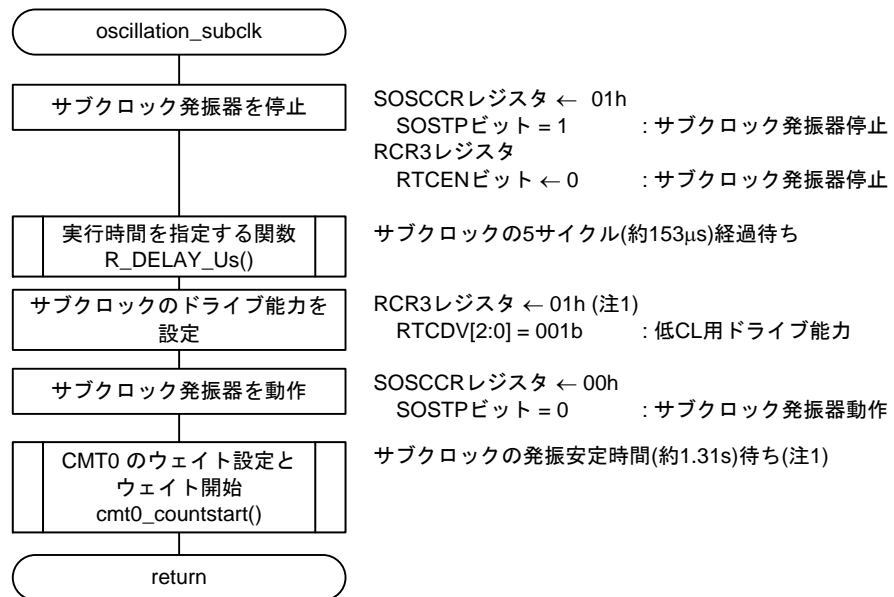 oscillation_subclk
サブクロック発振器を停止
SOSCCRレジスタ ← 01h
SOSTPビット = 1 : サブクロック発振器停止
RCR3レジスタ
RTCENビット ← 0 : サブクロック発振器停止
実行時間を指定する関数
R_DELAY_Us()
サブクロックの5サイクル(約153μs)経過待ち
サブクロックのドライブ能力を
設定
RCR3レジスタ ← 01h (注1)
RTCDV[2:0] = 001b : 低CL用ドライブ能力
サブクロック発振器を動作
SOSCCRレジスタ ← 00h
SOSTPビット = 0 : サブクロック発振器動作
CMT0 のウェイト設定と
ウェイト開始
cmt0_countstart()
サブクロックの発振安定時間(約1.31s)待ち(注1)
return